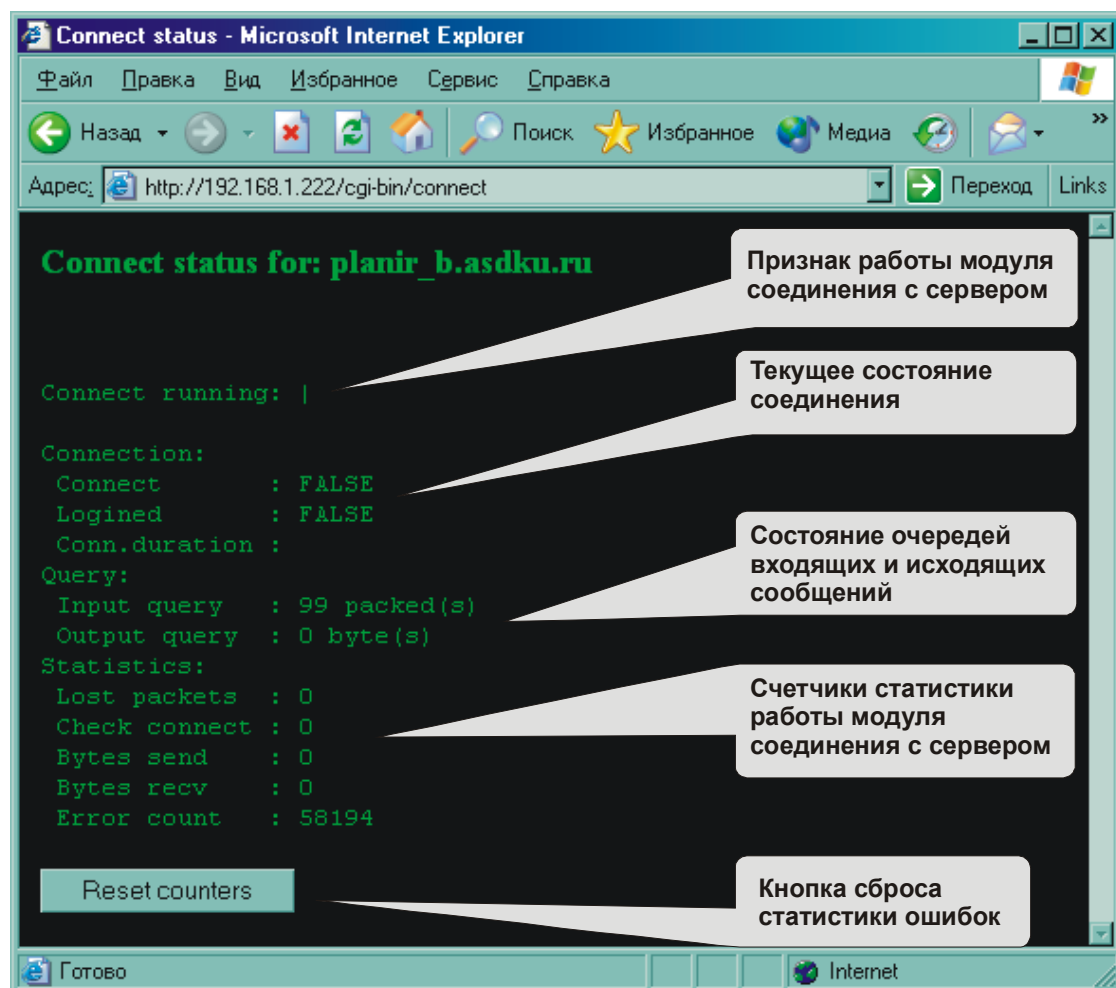 Connect status - Microsoft Internet Explorer
Файл Правка Вид Избранное Сервис Справка
Назад Поиск Избранное Медиа »
Адрес: http://192.168.1.222/cgi-bin/connect Переход Links
Connect status for: planir_b.asdku.ru
Признак работы модуля
соединения с сервером
Connect running: |
Текущее состояние
соединения
Connection:
Connect : FALSE
Logined : FALSE
Conn.duration :
Состояние очередей
входящих и исходящих
сообщений
Query:
Input query : 99 packed(s)
Output query : 0 byte(s)
Statistics:
Lost packets : 0
Check connect : 0
Bytes send : 0
Bytes recv : 0
Error count : 58194
Счетчики статистики
работы модуля
соединения с сервером
Reset counters
Кнопка сброса
статистики ошибок
Готово Internet